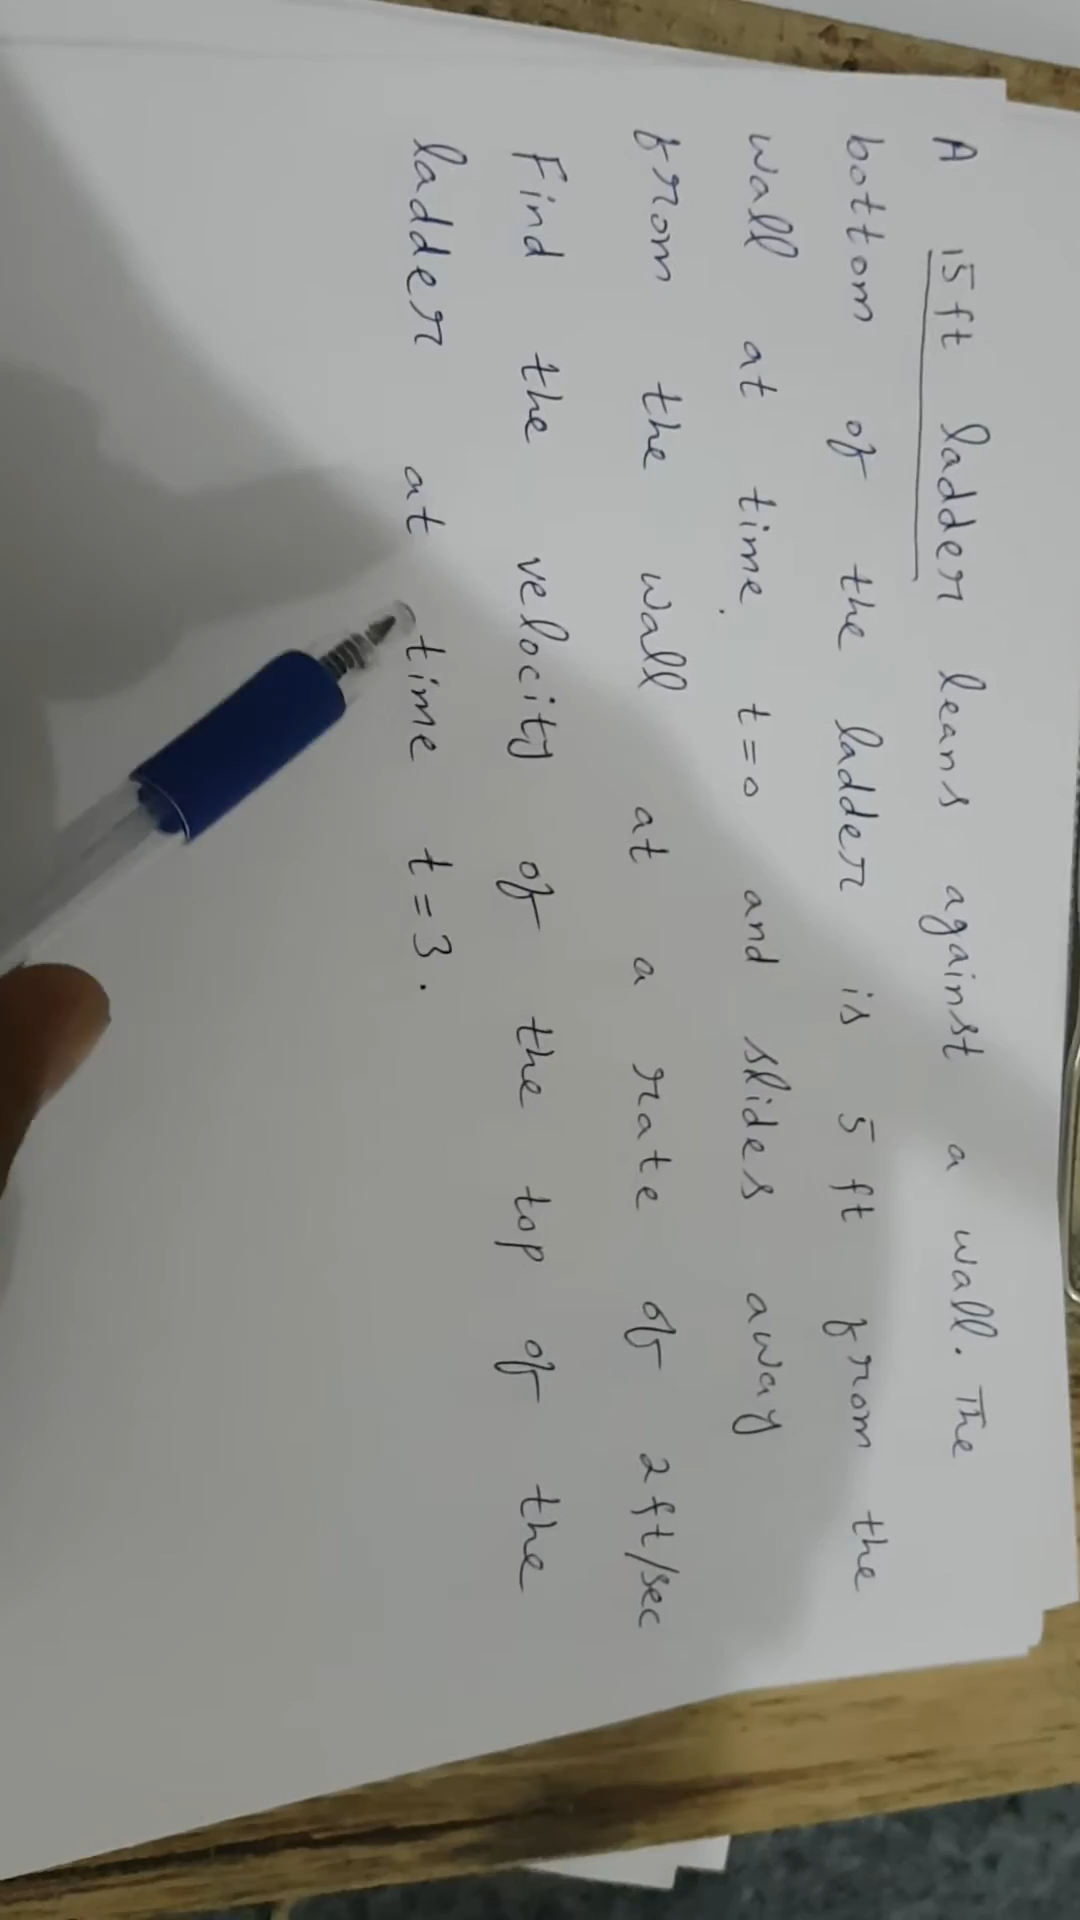 A 15ft ladder leans against a wall. The
bottom of the ladder is 5 ft from the
wall at time t=0 and slides away
from the wall at a rate of 2ft/sec
Find the velocity of the top of the
ladder at time t=3.